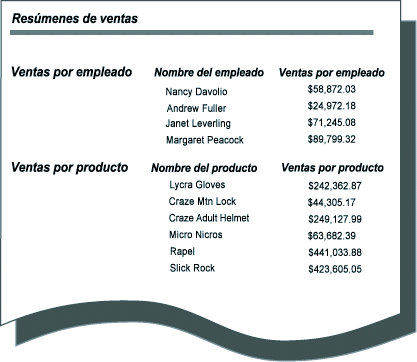 Resúmenes de ventas
Ventas por empleado Nombre del empleado Ventas por empleado
Nancy Davolio $58,872.03
Andrew Fuller $24,972.18
Janet Leverling $71,245.08
Margaret Peacock $89,799.32
Ventas por producto Nombre del producto Ventas por producto
Lycra Gloves $242,362.87
Craze Mtn Lock $44,305.17
Craze Adult Helmet $249,127.99
Micro Nicros $63,682.39
Rapel $441,033.88
Slick Rock $423,605.05